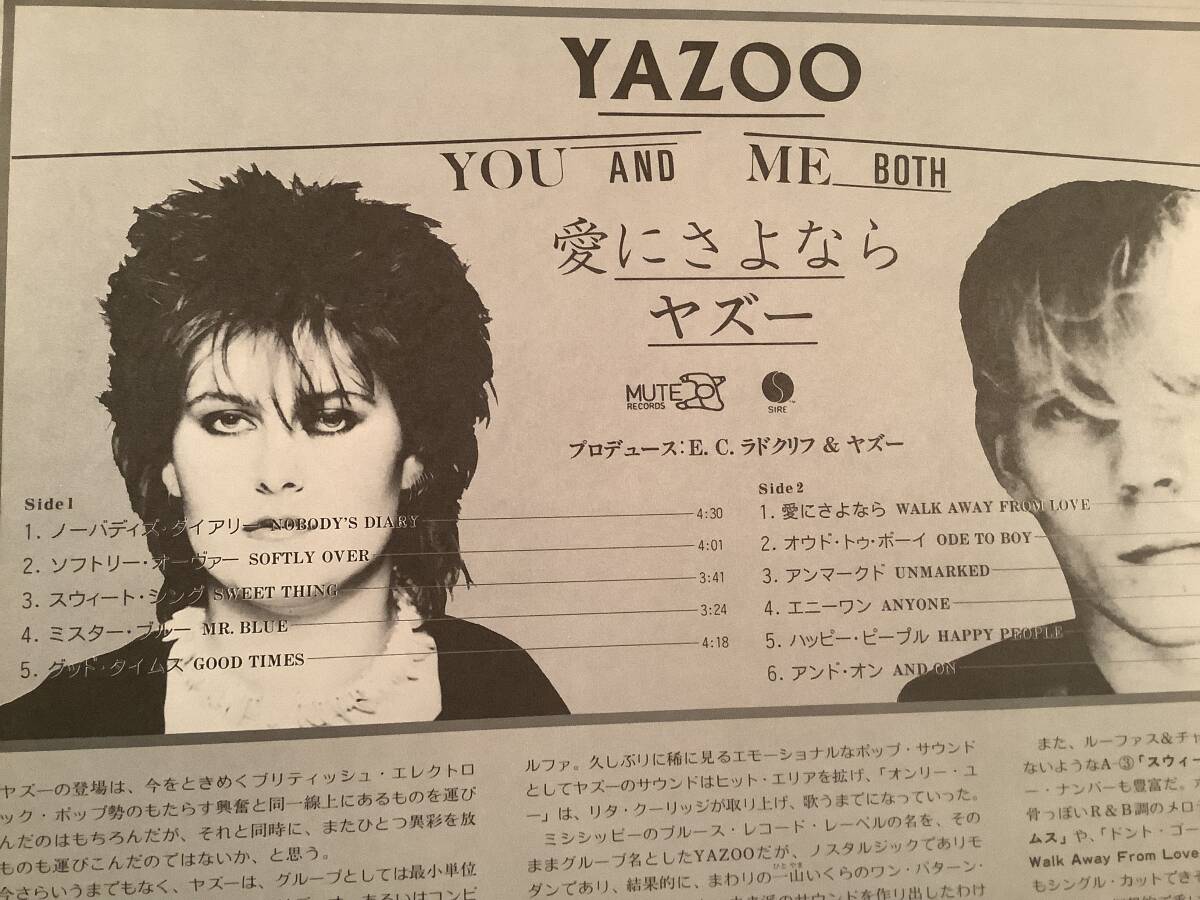 YAZOO
YOU AND ME BOTH
愛にさよなら
ヤズー
MUTE
RECORDS
SIRE
プロデュース:E. C. ラドクリフ & ヤズー
Side 1
1. ノーバディズ・ダイアリー NOBODY'S DIARY 4:30
2. ソフトリー・オーヴァー SOFTLY OVER 4:01
3. スウィート・シング SWEET THING 3:41
4. ミスター・ブルー MR. BLUE 3:24
5. グッド・タイムス GOOD TIMES 4:18
Side 2
1. 愛にさよなら WALK AWAY FROM LOVE
2. オウド・トゥ・ボーイ ODE TO BOY
3. アンマークド UNMARKED
4. エニーワン ANYONE
5. ハッピー・ピープル HAPPY PEOPLE
6. アンド・オン AND ON
ヤズーの登場は、今をときめくブリティッシュ・エレクトロ
ック・ポップ勢のもたらす興奮と同一線上にあるものを運び
んだのはもちろんだが、それと同時に、またひとつ異彩を放
ものも運びこんだのではないか、と思う。
今さらいうまでもなく、ヤズーは、グループとしては最小単位
ルファ。久しぶりに稀に見るエモーショナルなポップ・サウンド
としてヤズーのサウンドはヒット・エリアを拡げ、「オンリー・ユ
ー」は、リタ・クーリッジが取り上げ、歌うまでになっていった。
ミシシッピーのブルース・レコード・レーベルの名を、その
ままグループ名としたYAZOOだが、ノスタルジックでありモ
ダンであり、結果的に、まわりの一山いくらのワン・パターン・
サウンドを作り出したわけ
また、ルーファス&チャ
ないようなA-③「スウィー
ー・ナンバーも豊富だ。
骨っぽいR&B調のメロデ
ムス」や、「ドント・ゴー
Walk Away From Love
もシングル・カットできそ